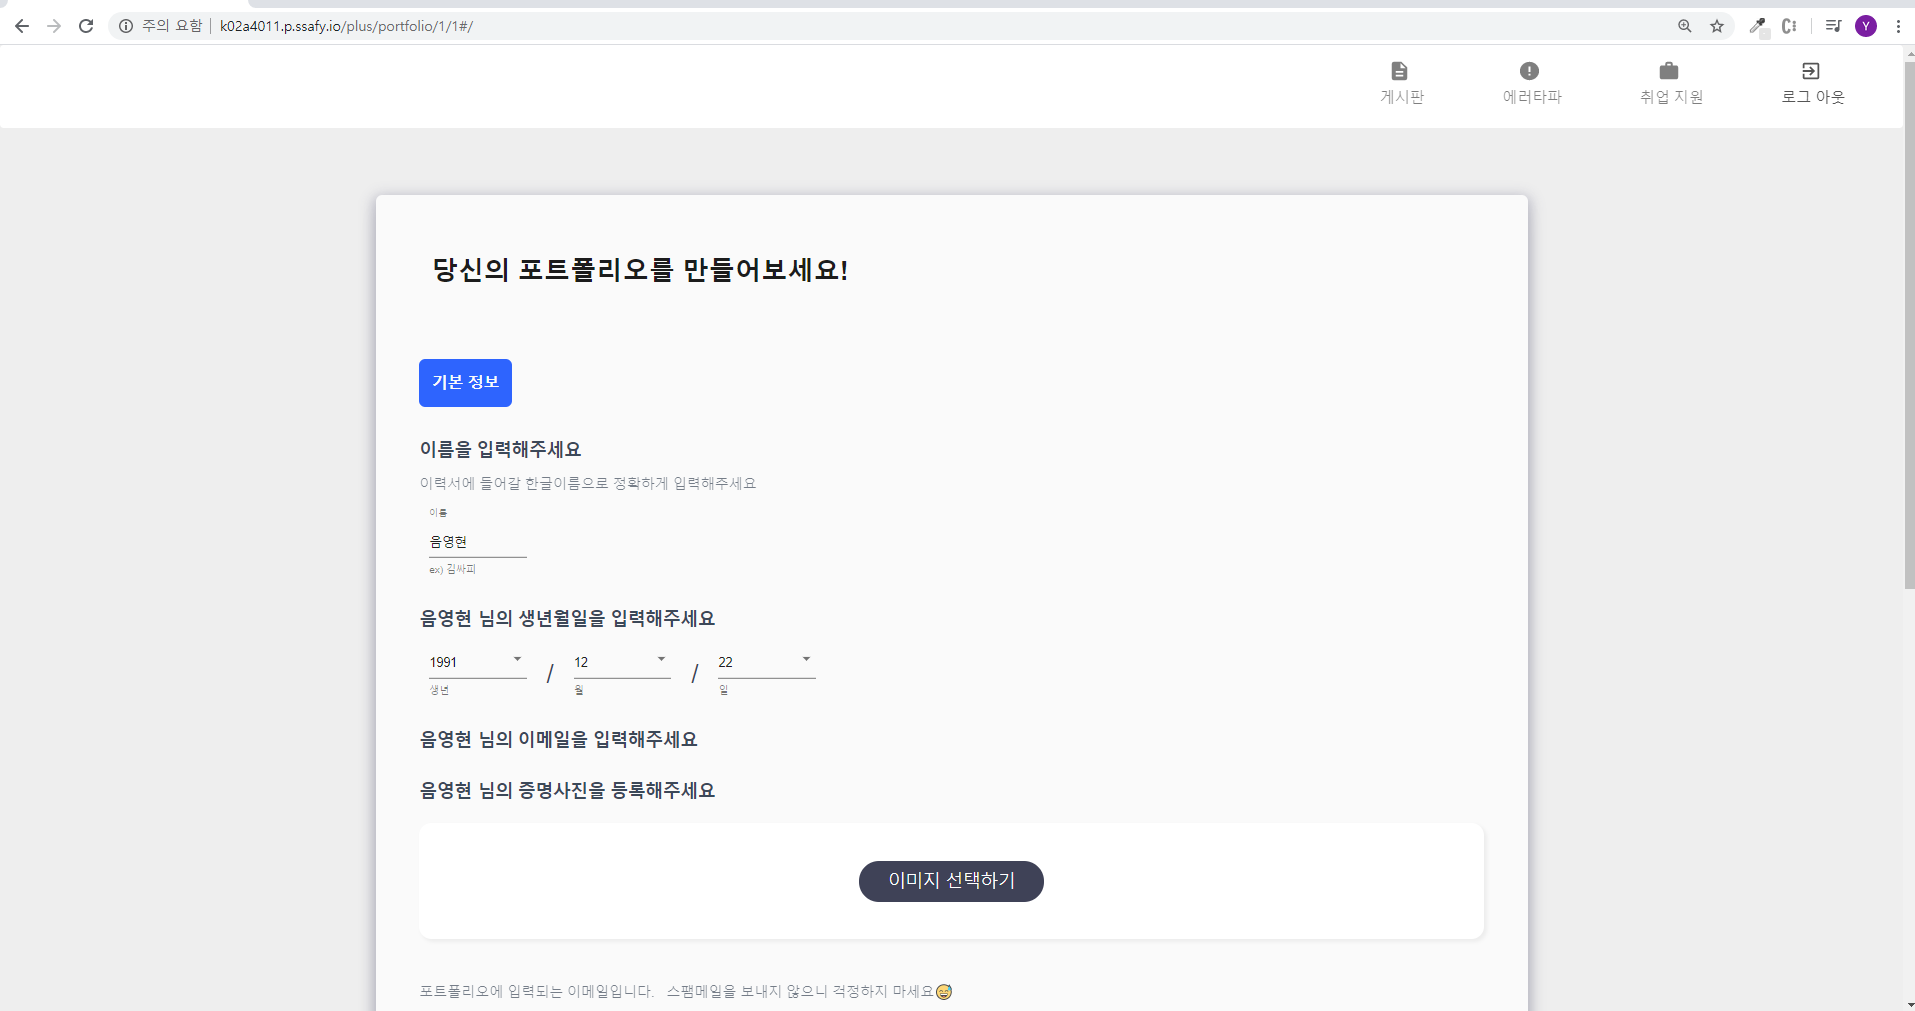 주의 요함 | k02a4011.p.ssafy.io/plus/portfolio/1/1#/
Y
게시판 에러타파 취업 지원 로그 아웃
당신의 포트폴리오를 만들어보세요!
기본 정보
이름을 입력해주세요
이력서에 들어갈 한글이름으로 정확하게 입력해주세요
이름
음영현
ex) 김싸피
음영현 님의 생년월일을 입력해주세요
1991 / 12 / 22
생년 월 일
음영현 님의 이메일을 입력해주세요
음영현 님의 증명사진을 등록해주세요
이미지 선택하기
포트폴리오에 입력되는 이메일입니다. 스팸메일을 보내지 않으니 걱정하지 마세요😅